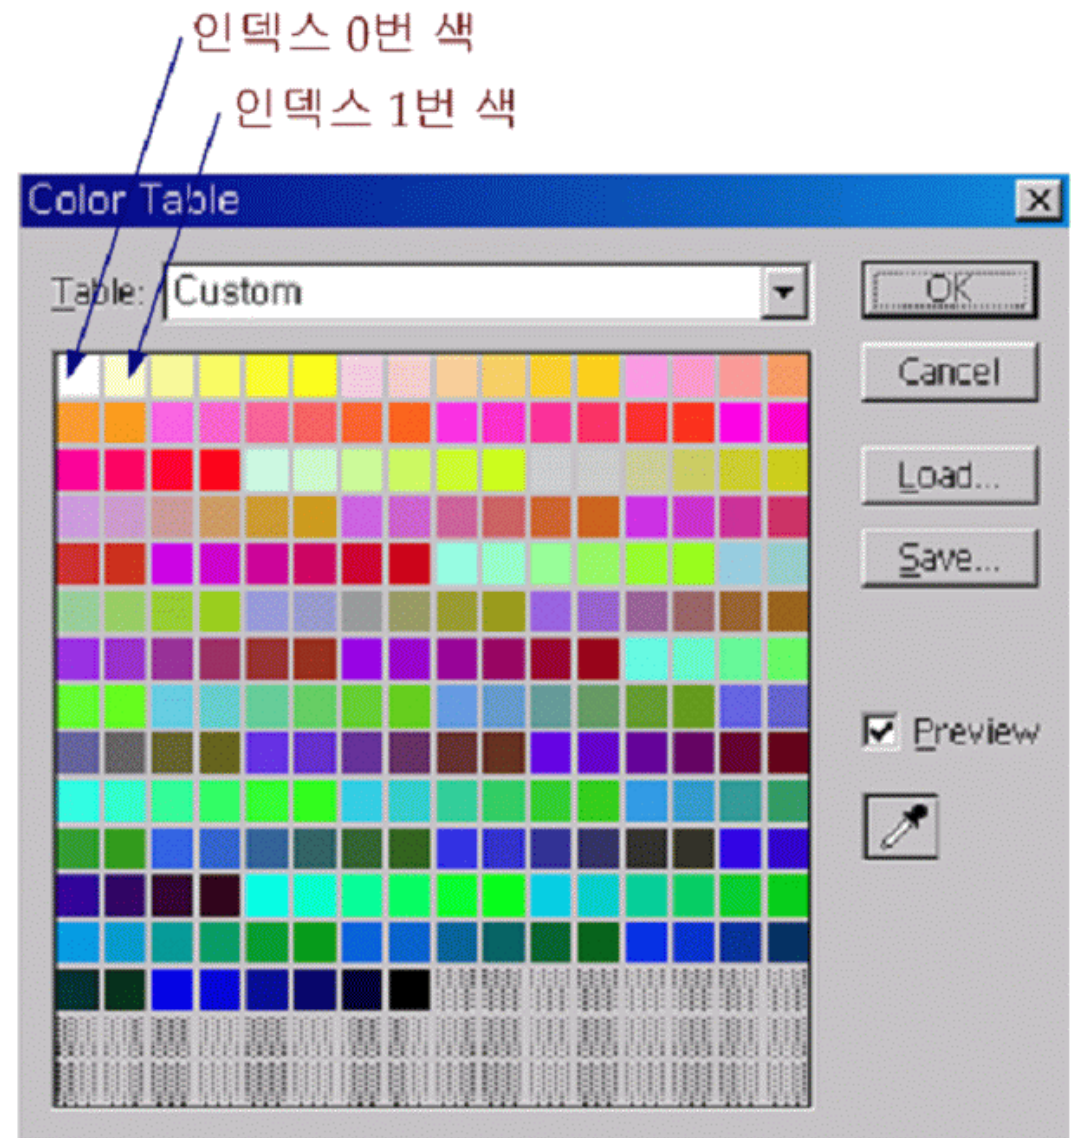 인덱스 0번 색
인덱스 1번 색
Color Table
Table: Custom
OK
Cancel
Load...
Save...
Preview